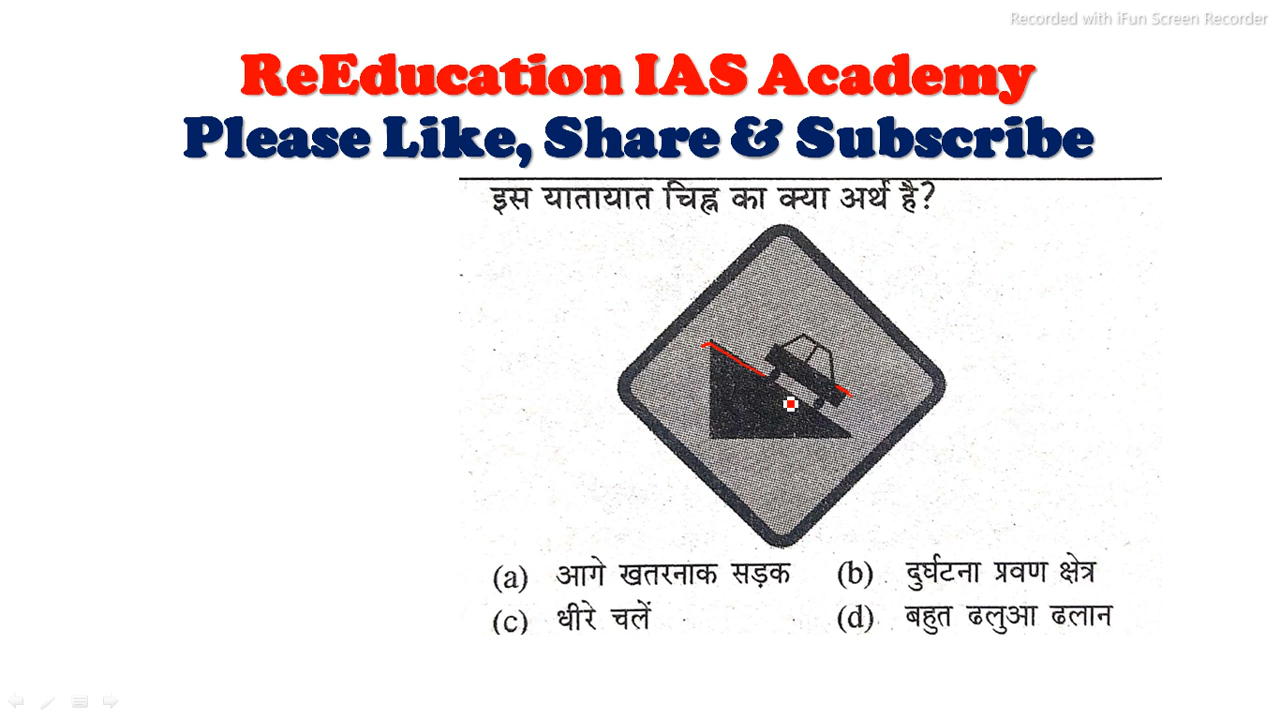 Recorded with iFun Screen Recorder
ReEducation IAS Academy
Please Like, Share & Subscribe
इस यातायात चिह्न का क्या अर्थ है?
(a) आगे खतरनाक सड़क (b) दुर्घटना प्रवण क्षेत्र
(c) धीरे चलें (d) बहुत ढलुआ ढलान